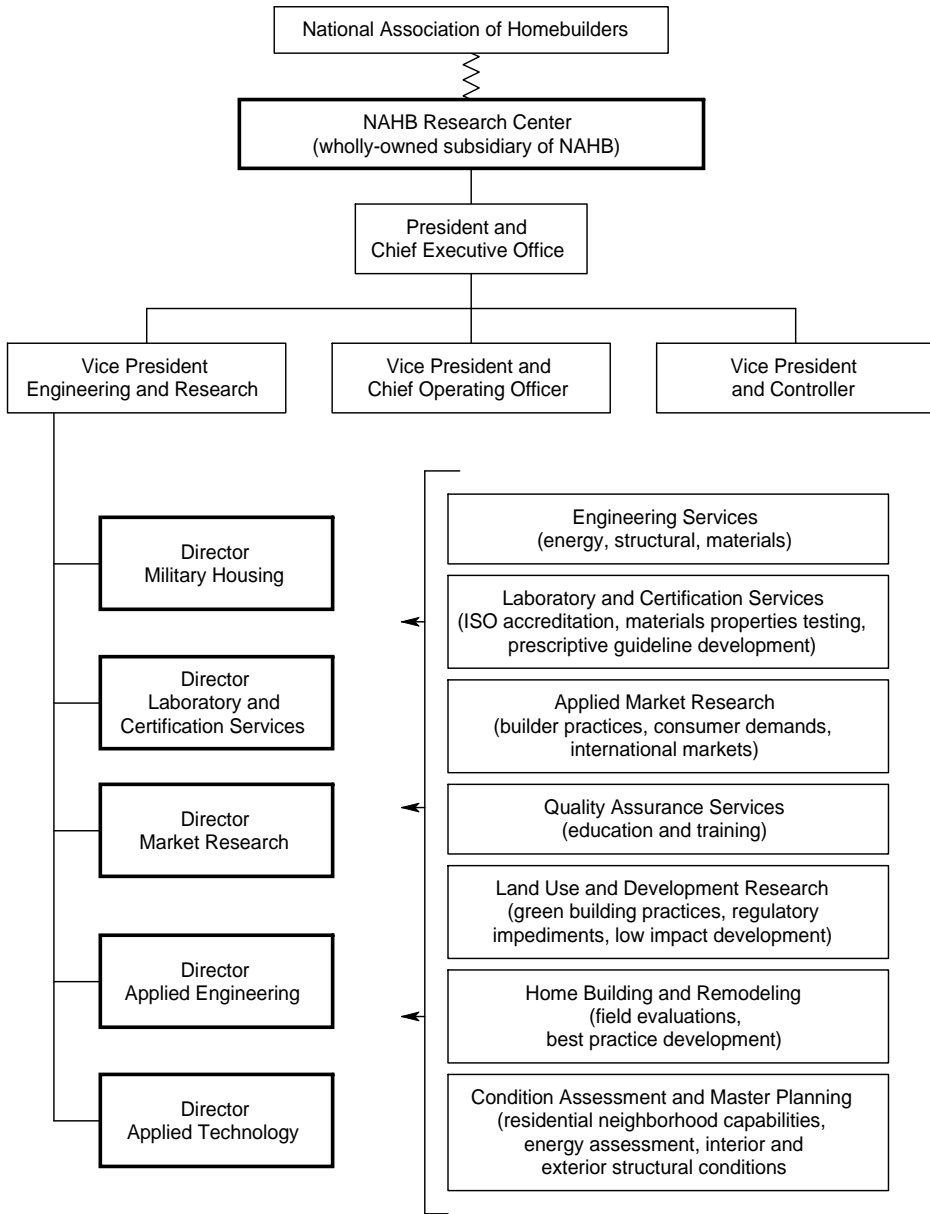 National Association of Homebuilders
NAHB Research Center
(wholly-owned subsidiary of NAHB)
President and
Chief Executive Office
Vice President
Engineering and Research
Vice President and
Chief Operating Officer
Vice President
and Controller
Director
Military Housing
Director
Laboratory and
Certification Services
Director
Market Research
Director
Applied Engineering
Director
Applied Technology
Engineering Services
(energy, structural, materials)
Laboratory and Certification Services
(ISO accreditation, materials properties testing,
prescriptive guideline development)
Applied Market Research
(builder practices, consumer demands,
international markets)
Quality Assurance Services
(education and training)
Land Use and Development Research
(green building practices, regulatory
impediments, low impact development)
Home Building and Remodeling
(field evaluations,
best practice development)
Condition Assessment and Master Planning
(residential neighborhood capabilities,
energy assessment, interior and
exterior structural conditions